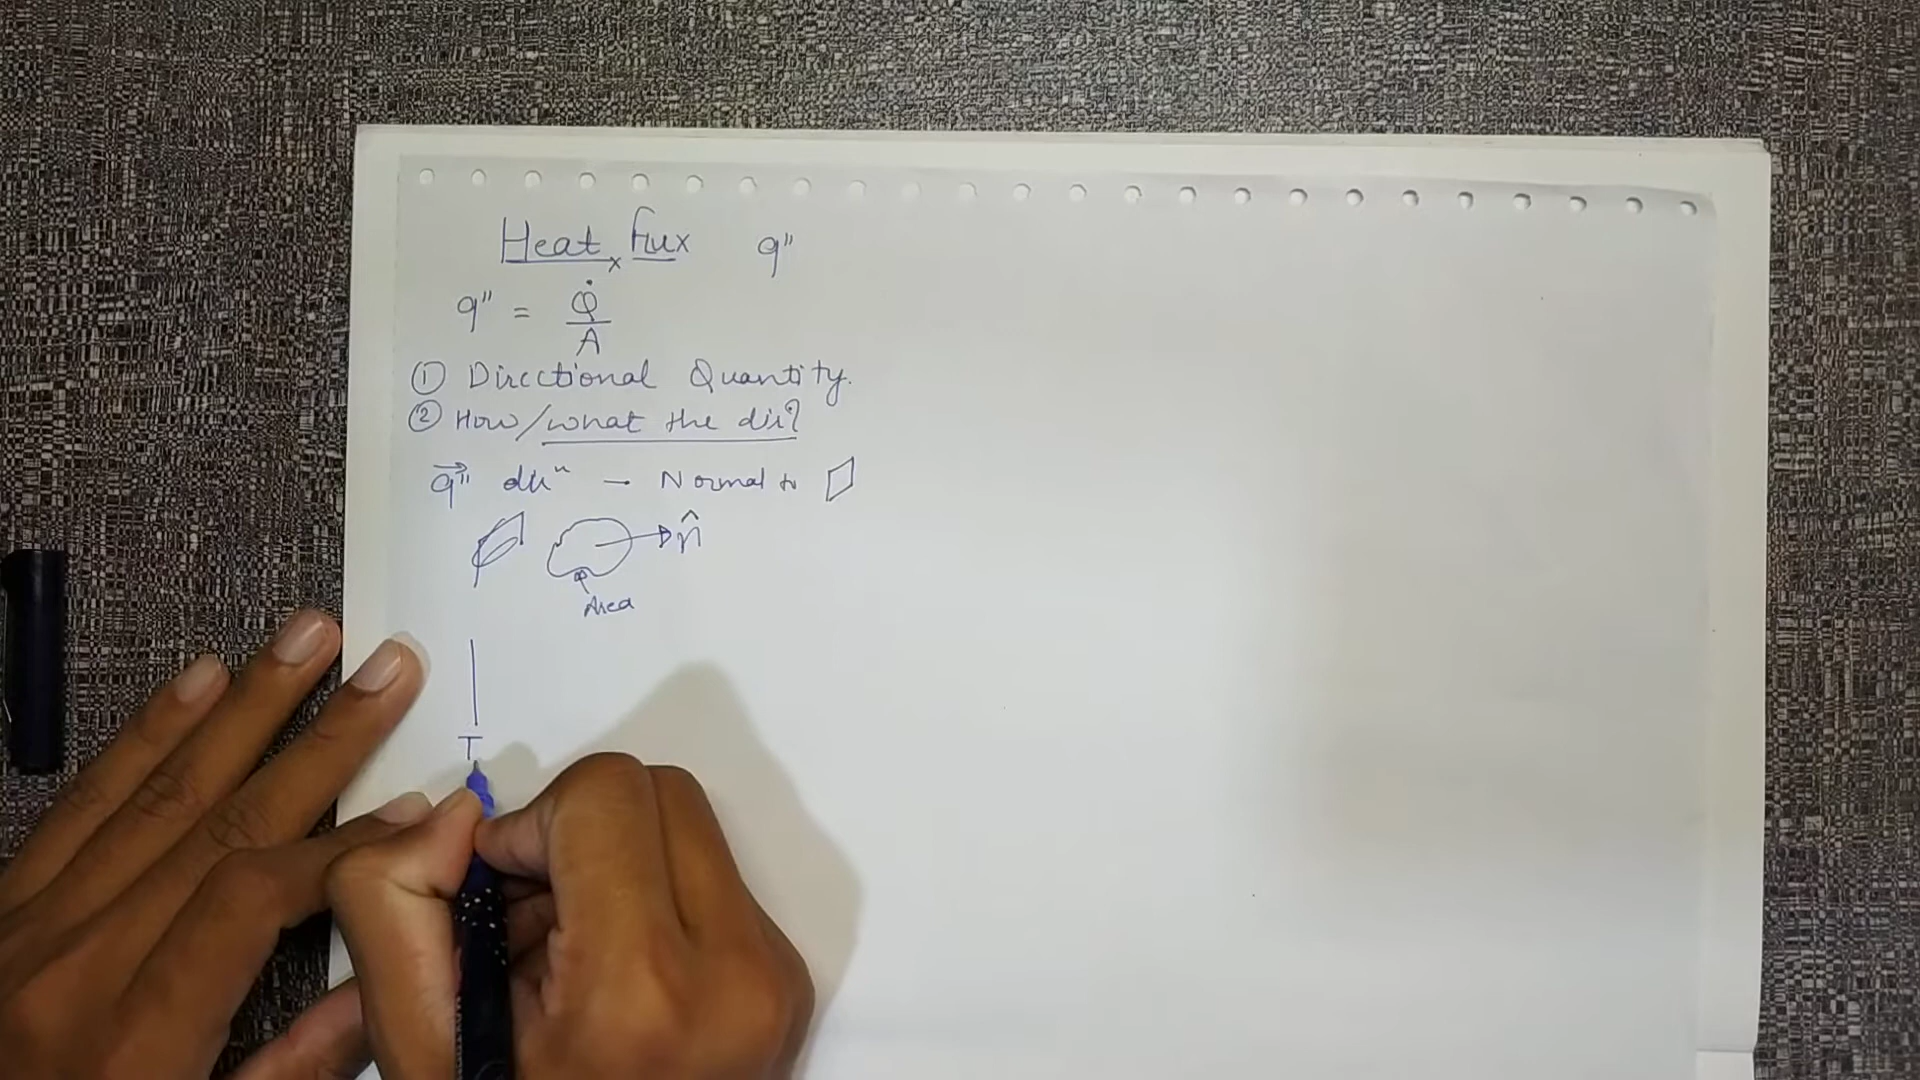 Heat Flux q"
q" = Q̇ / A
① Directional Quantity.
② How/what the dir?
q⃗" dirⁿ → Normal to
n̂
Area
T